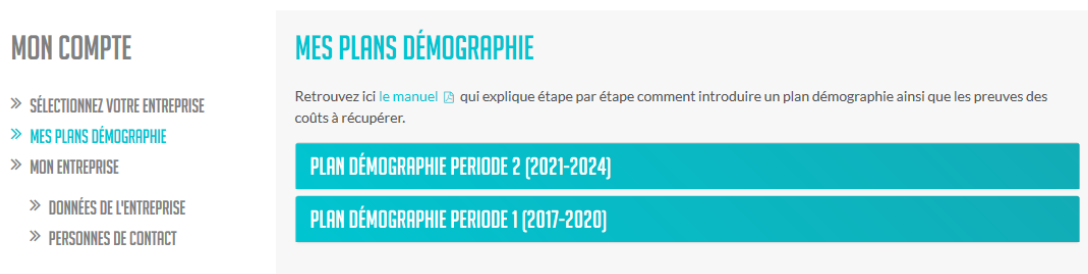 MON COMPTE
SÉLECTIONNEZ VOTRE ENTREPRISE
MES PLANS DÉMOGRAPHIE
MON ENTREPRISE
DONNÉES DE L'ENTREPRISE
PERSONNES DE CONTACT
MES PLANS DÉMOGRAPHIE
Retrouvez ici le manuel qui explique étape par étape comment introduire un plan démographie ainsi que les preuves des
coûts à récupérer.
PLAN DÉMOGRAPHIE PERIODE 2 (2021-2024)
PLAN DÉMOGRAPHIE PERIODE 1 (2017-2020)